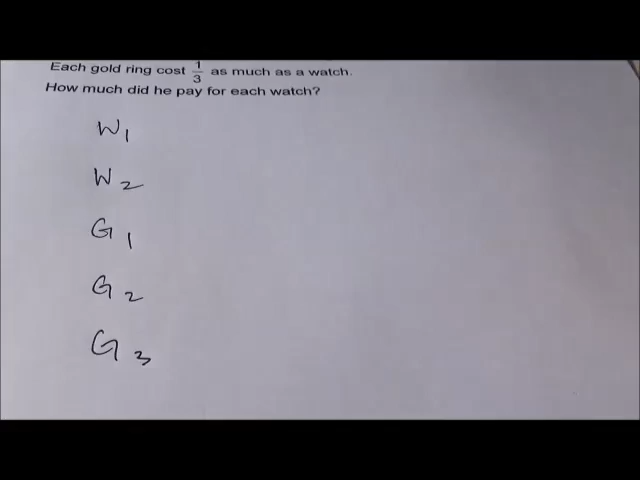 Each gold ring cost 1/3 as much as a watch.
How much did he pay for each watch?
W1
W2
G1
G2
G3